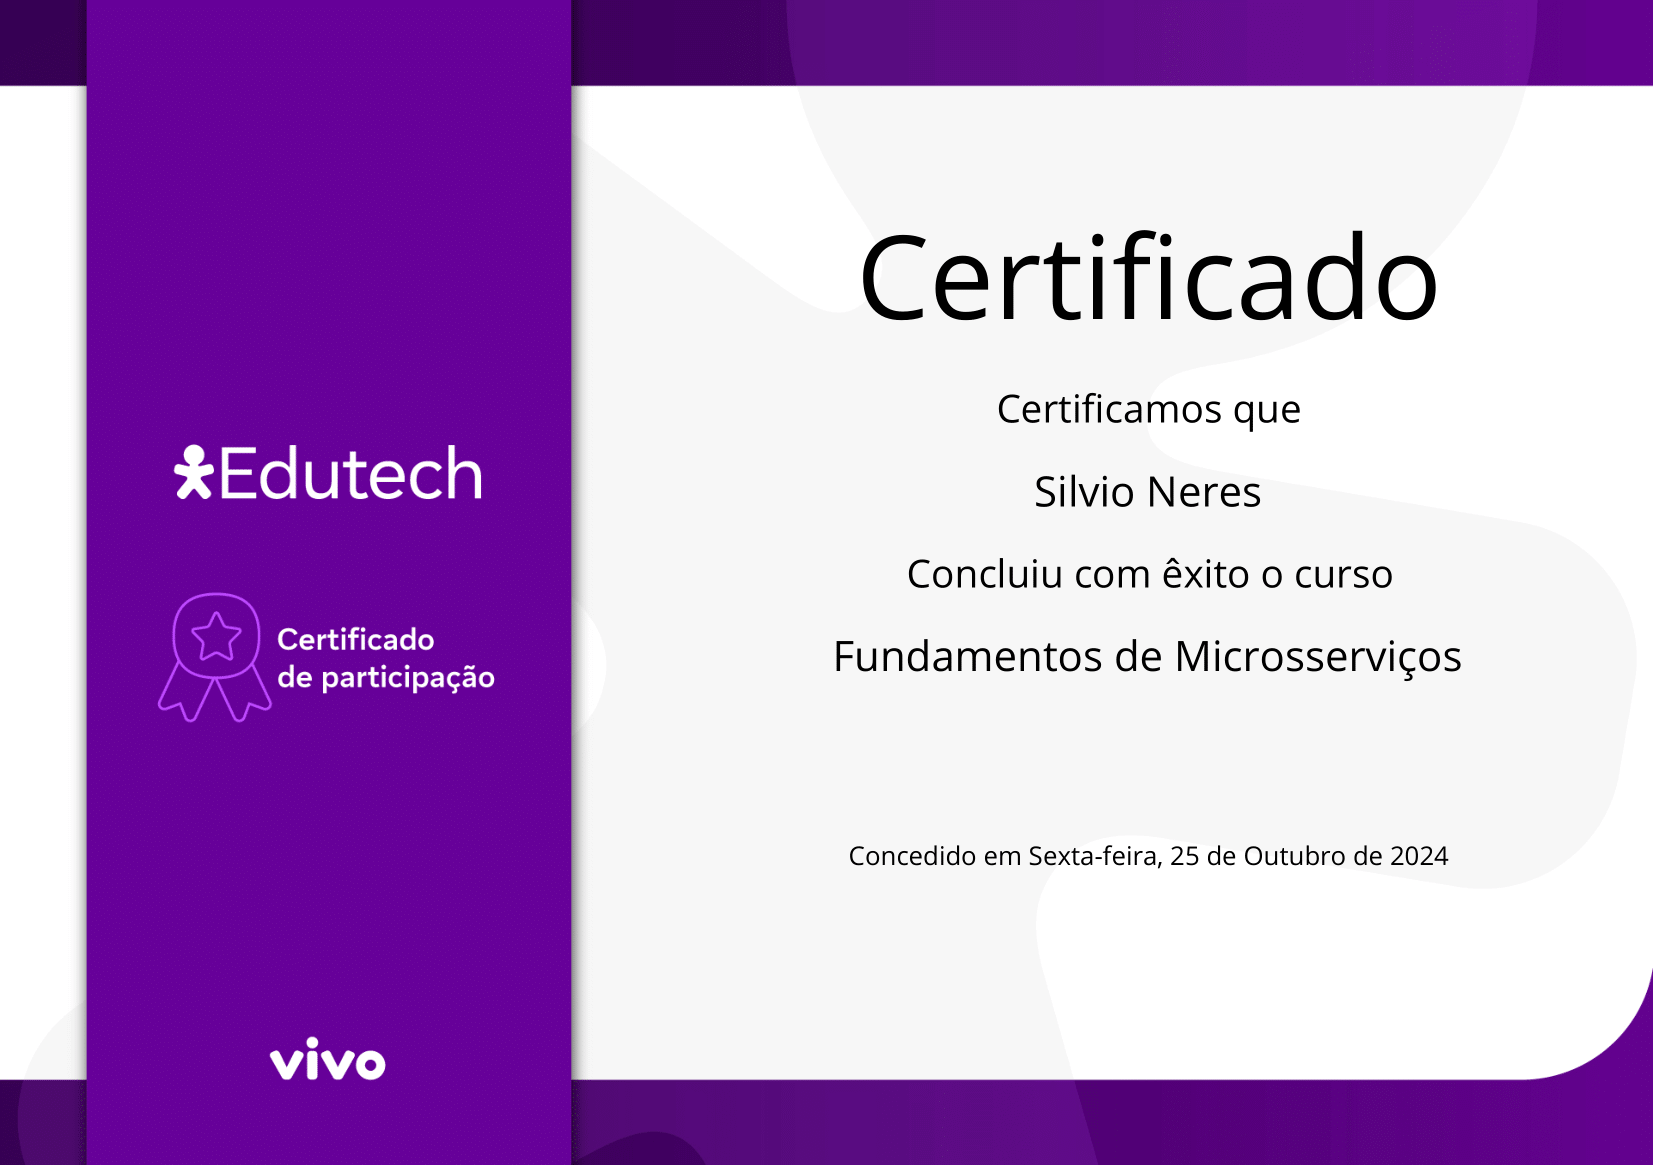 Edutech
Certificado
de participação
vivo
Certificado
Certificamos que
Silvio Neres
Concluiu com êxito o curso
Fundamentos de Microsserviços
Concedido em Sexta-feira, 25 de Outubro de 2024